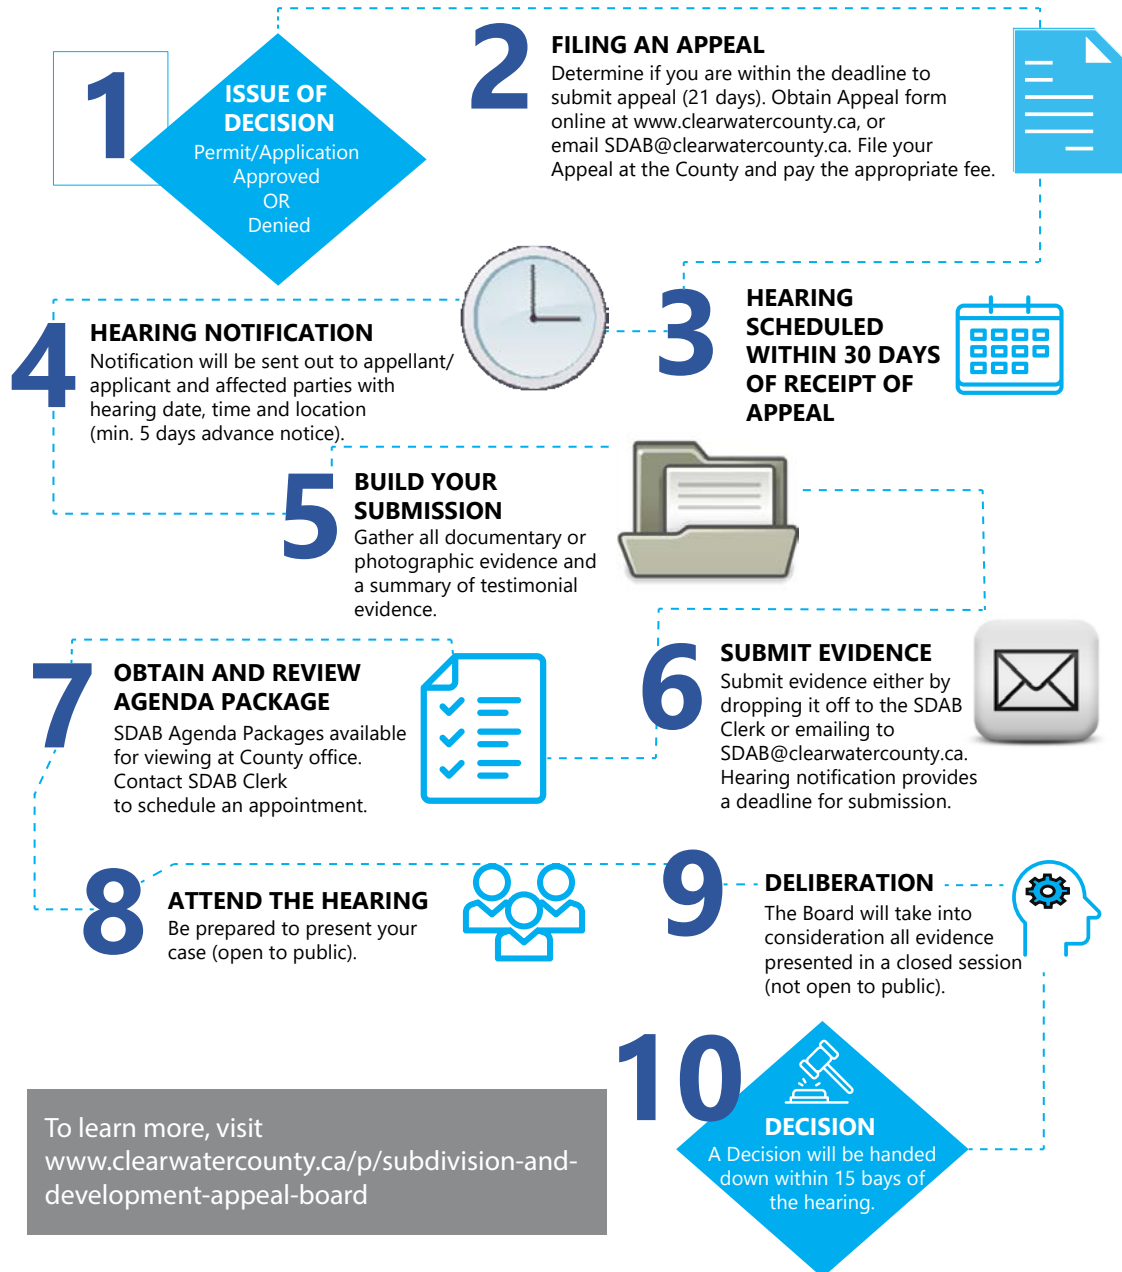 1
ISSUE OF
DECISION
Permit/Application
Approved
OR
Denied
2
FILING AN APPEAL
Determine if you are within the deadline to
submit appeal (21 days). Obtain Appeal form
online at www.clearwatercounty.ca, or
email SDAB@clearwatercounty.ca. File your
Appeal at the County and pay the appropriate fee.
3
HEARING
SCHEDULED
WITHIN 30 DAYS
OF RECEIPT OF
APPEAL
4
HEARING NOTIFICATION
Notification will be sent out to appellant/
applicant and affected parties with
hearing date, time and location
(min. 5 days advance notice).
5
BUILD YOUR
SUBMISSION
Gather all documentary or
photographic evidence and
a summary of testimonial
evidence.
6
SUBMIT EVIDENCE
Submit evidence either by
dropping it off to the SDAB
Clerk or emailing to
SDAB@clearwatercounty.ca.
Hearing notification provides
a deadline for submission.
7
OBTAIN AND REVIEW
AGENDA PACKAGE
SDAB Agenda Packages available
for viewing at County office.
Contact SDAB Clerk
to schedule an appointment.
8
ATTEND THE HEARING
Be prepared to present your
case (open to public).
9
DELIBERATION
The Board will take into
consideration all evidence
presented in a closed session
(not open to public).
10
DECISION
A Decision will be handed
down within 15 bays of
the hearing.
To learn more, visit
www.clearwatercounty.ca/p/subdivision-and-
development-appeal-board